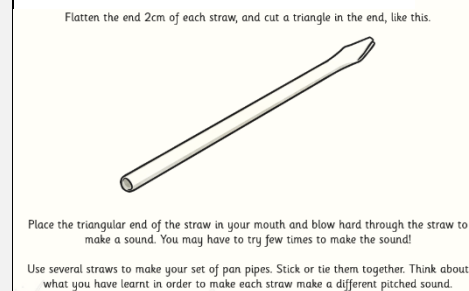 Flatten the end 2cm of each straw, and cut a triangle in the end, like this.
Place the triangular end of the straw in your mouth and blow hard through the straw to
make a sound. You may have to try few times to make the sound!
Use several straws to make your set of pan pipes. Stick or tie them together. Think about
what you have learnt in order to make each straw make a different pitched sound.